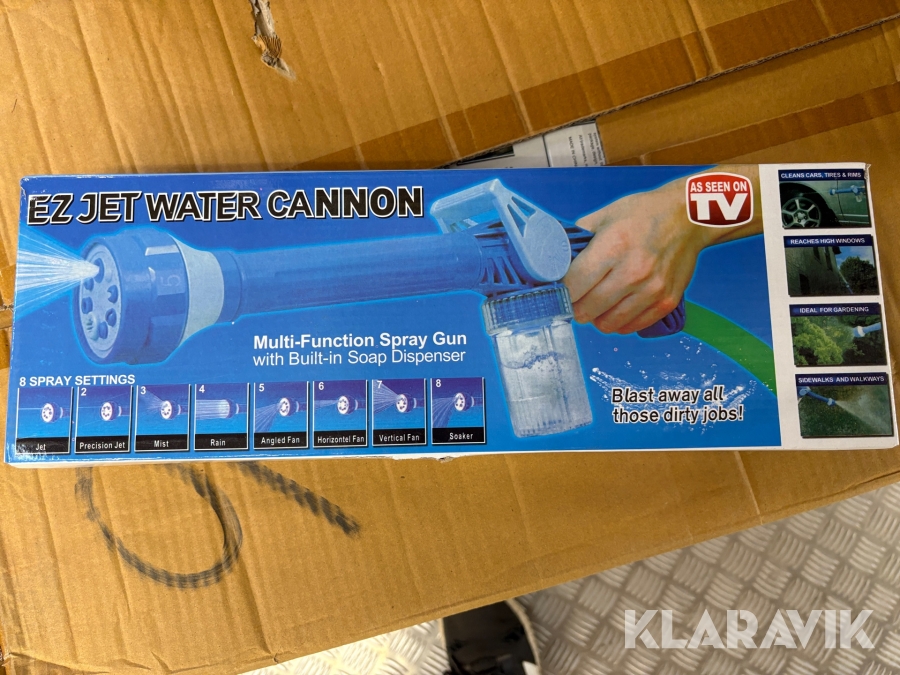 EZ JET WATER CANNON
AS SEEN ON
TV
Multi-Function Spray Gun
with Built-in Soap Dispenser
8 SPRAY SETTINGS
1
Jet
2
Precision Jet
3
Mist
4
Rain
5
Angled Fan
6
Horizontel Fan
7
Vertical Fan
8
Soaker
Blast away all
those dirty jobs!
CLEANS CARS, TIRES & RIMS
REACHES HIGH WINDOWS
IDEAL FOR GARDENING
SIDEWALKS AND WALKWAYS
KLARAVIK